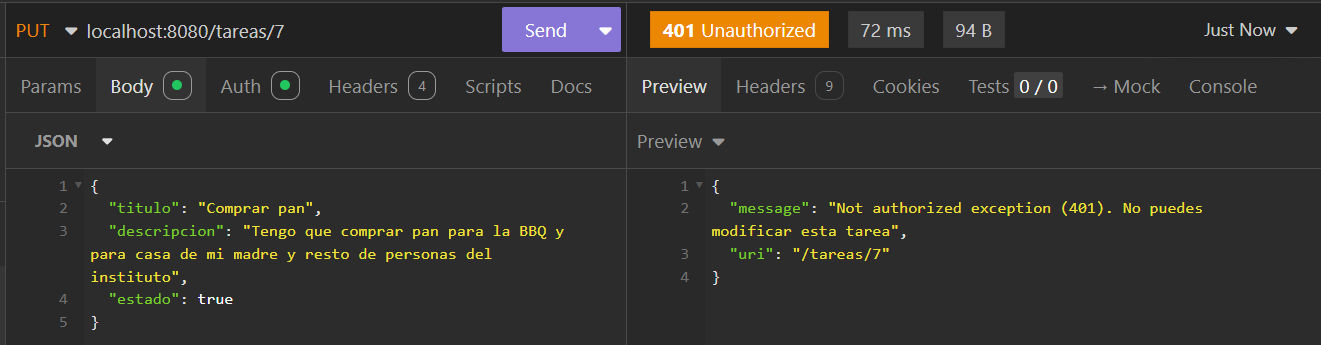 PUT localhost:8080/tareas/7 Send
401 Unauthorized 72 ms 94 B Just Now
Params Body Auth Headers 4 Scripts Docs
Preview Headers 9 Cookies Tests 0 / 0 → Mock Console
JSON
Preview
1 {
2 "titulo": "Comprar pan",
3 "descripcion": "Tengo que comprar pan para la BBQ y
para casa de mi madre y resto de personas del
instituto",
4 "estado": true
5 }
1 {
2 "message": "Not authorized exception (401). No puedes
modificar esta tarea",
3 "uri": "/tareas/7"
4 }